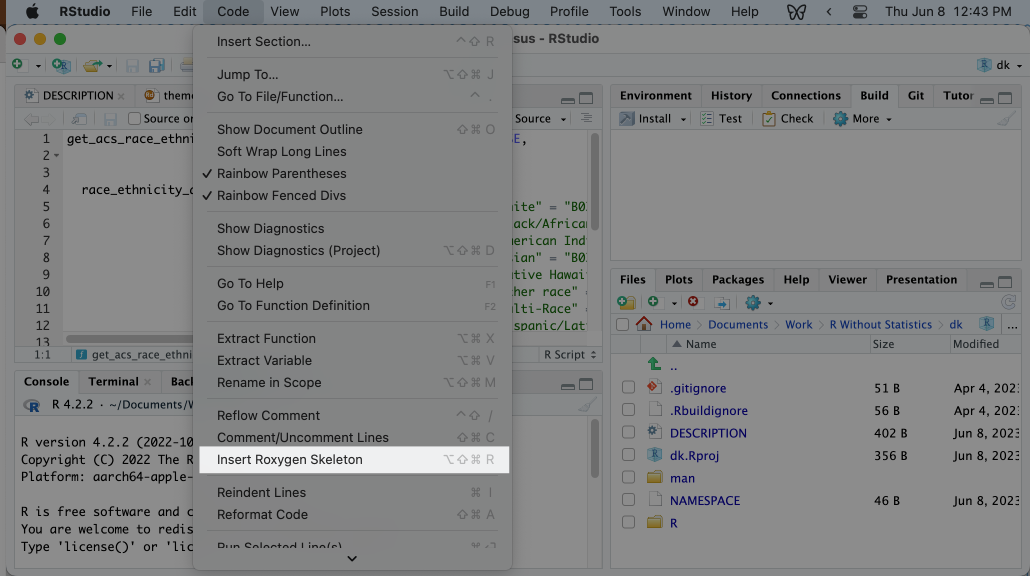 RStudio File Edit Code View Plots Session Build Debug Profile Tools Window Help Thu Jun 8 12:43 PM
sus - RStudio
dk
DESCRIPTION
Source
Insert Section... ⌃⇧ R
Jump To... ⌥⇧⌘ J
Go To File/Function... ⌃ .
Show Document Outline ⇧⌘ O
Soft Wrap Long Lines
✓ Rainbow Parentheses
✓ Rainbow Fenced Divs
Show Diagnostics
Show Diagnostics (Project) ⌥⇧⌘ D
Go To Help F1
Go To Function Definition F2
Extract Function ⌥⌘ X
Extract Variable ⌥⌘ V
Rename in Scope ⌥⇧⌘ M
Reflow Comment ⌃⇧ /
Comment/Uncomment Lines ⇧⌘ C
Insert Roxygen Skeleton ⌥⇧⌘ R
Reindent Lines ⌘ I
Reformat Code ⇧⌘ A
Run Selected Line(s) ⌘↩
Source
1 get_acs_race_ethni
2
3
4 race_ethnicity_
5
6
7
8
9
10
11
12
13
ite" = "B0
ack/African
erican Ind
sian" = "B0
ative Hawai
her race"
lti-Race" =
spanic/Lat
1:1 get_acs_race_ethni R Script
Console Terminal
R 4.2.2 · ~/Documents/
R version 4.2.2 (2022-10
Copyright (C) 2022 The R
Platform: aarch64-apple-
R is free software and c
You are welcome to redis
Type 'license()' or 'lic
Environment History Connections Build Git Tutor
Install Test Check More
Files Plots Packages Help Viewer Presentation
Home Documents Work R Without Statistics dk ...
Name Size Modified
..
.gitignore 51 B Apr 4, 202
.Rbuildignore 56 B Apr 4, 202
DESCRIPTION 402 B Jun 8, 202
dk.Rproj 356 B Jun 8, 202
man
NAMESPACE 46 B Jun 8, 202
R